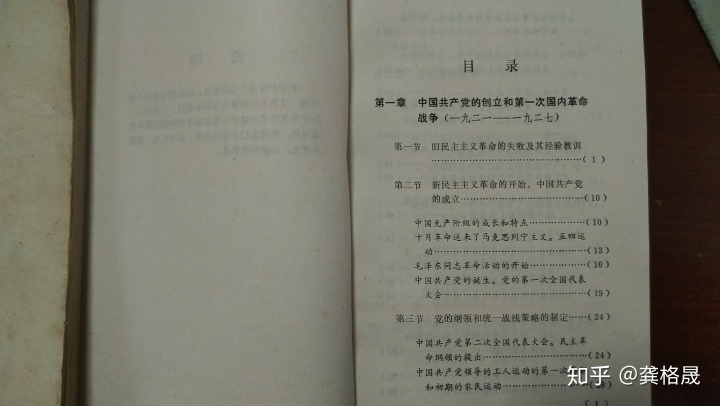 目 录
第一章 中国共产党的创立和第一次国内革命
战争（一九二一——一九二七）
第一节 旧民主主义革命的失败及其经验教训
……………………………………（1）
第二节 新民主主义革命的开始。中国共产党
的成立………………………………（10）
中国无产阶级的成长和特点………………（10）
十月革命送来了马克思列宁主义。五四运
动………………………………………（13）
毛泽东同志革命活动的开始………………（16）
中国共产党的诞生。党的第一次全国代表
大会……………………………………（19）
第三节 党的纲领和统一战线策略的制定……（24）
中国共产党第二次全国代表大会。民主革
命纲领的提出…………………………（24）
中国共产党领导的工人运动的第一次
和初期的农民运动
知乎 @龚格晟